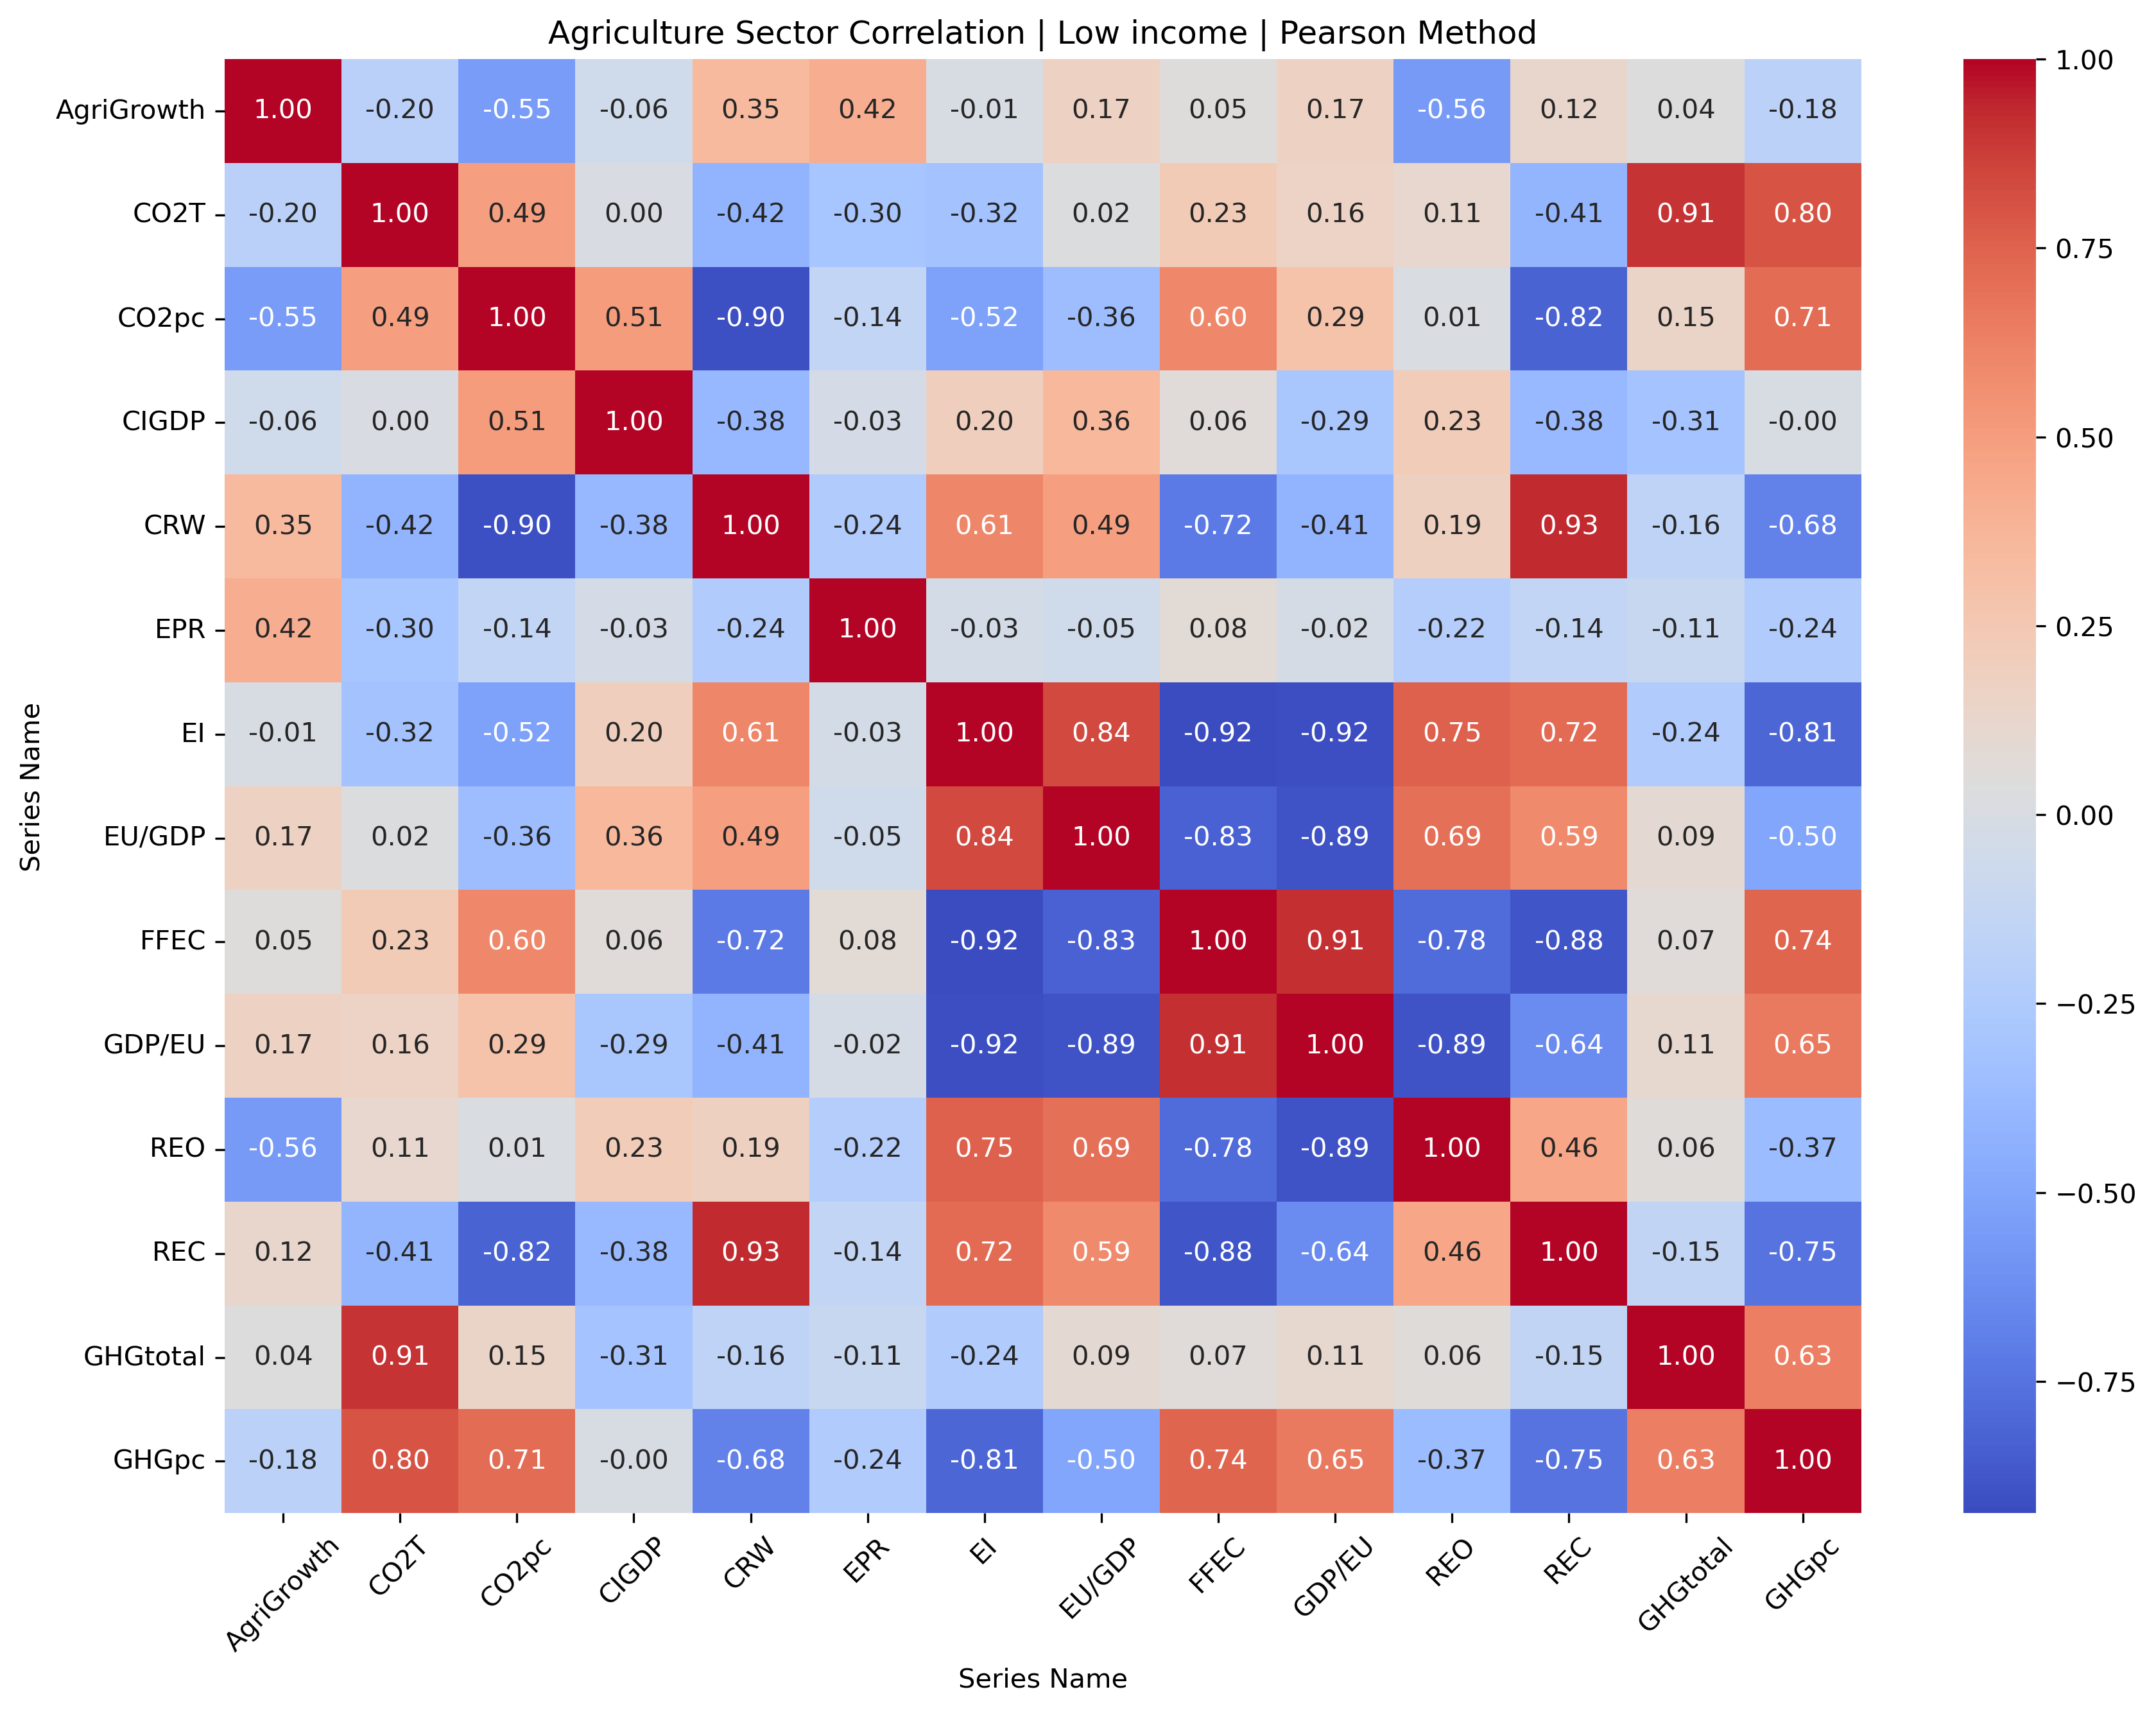 Agriculture Sector Correlation | Low income | Pearson Method
AgriGrowth 1.00 -0.20 -0.55 -0.06 0.35 0.42 -0.01 0.17 0.05 0.17 -0.56 0.12 0.04 -0.18
CO2T -0.20 1.00 0.49 0.00 -0.42 -0.30 -0.32 0.02 0.23 0.16 0.11 -0.41 0.91 0.80
CO2pc -0.55 0.49 1.00 0.51 -0.90 -0.14 -0.52 -0.36 0.60 0.29 0.01 -0.82 0.15 0.71
CIGDP -0.06 0.00 0.51 1.00 -0.38 -0.03 0.20 0.36 0.06 -0.29 0.23 -0.38 -0.31 -0.00
CRW 0.35 -0.42 -0.90 -0.38 1.00 -0.24 0.61 0.49 -0.72 -0.41 0.19 0.93 -0.16 -0.68
EPR 0.42 -0.30 -0.14 -0.03 -0.24 1.00 -0.03 -0.05 0.08 -0.02 -0.22 -0.14 -0.11 -0.24
EI -0.01 -0.32 -0.52 0.20 0.61 -0.03 1.00 0.84 -0.92 -0.92 0.75 0.72 -0.24 -0.81
EU/GDP 0.17 0.02 -0.36 0.36 0.49 -0.05 0.84 1.00 -0.83 -0.89 0.69 0.59 0.09 -0.50
FFEC 0.05 0.23 0.60 0.06 -0.72 0.08 -0.92 -0.83 1.00 0.91 -0.78 -0.88 0.07 0.74
GDP/EU 0.17 0.16 0.29 -0.29 -0.41 -0.02 -0.92 -0.89 0.91 1.00 -0.89 -0.64 0.11 0.65
REO -0.56 0.11 0.01 0.23 0.19 -0.22 0.75 0.69 -0.78 -0.89 1.00 0.46 0.06 -0.37
REC 0.12 -0.41 -0.82 -0.38 0.93 -0.14 0.72 0.59 -0.88 -0.64 0.46 1.00 -0.15 -0.75
GHGtotal 0.04 0.91 0.15 -0.31 -0.16 -0.11 -0.24 0.09 0.07 0.11 0.06 -0.15 1.00 0.63
GHGpc -0.18 0.80 0.71 -0.00 -0.68 -0.24 -0.81 -0.50 0.74 0.65 -0.37 -0.75 0.63 1.00
AgriGrowth CO2T CO2pc CIGDP CRW EPR EI EU/GDP FFEC GDP/EU REO REC GHGtotal GHGpc
Series Name
Series Name
1.00
0.75
0.50
0.25
0.00
−0.25
−0.50
−0.75